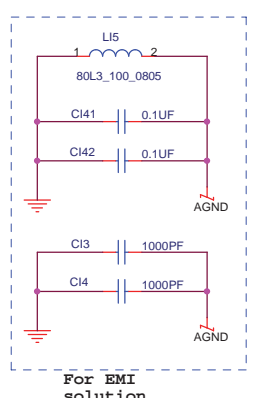 LI5
1 2
80L3_100_0805
CI41 0.1UF
CI42 0.1UF
AGND
CI3 1000PF
CI4 1000PF
AGND
For EMI
solution